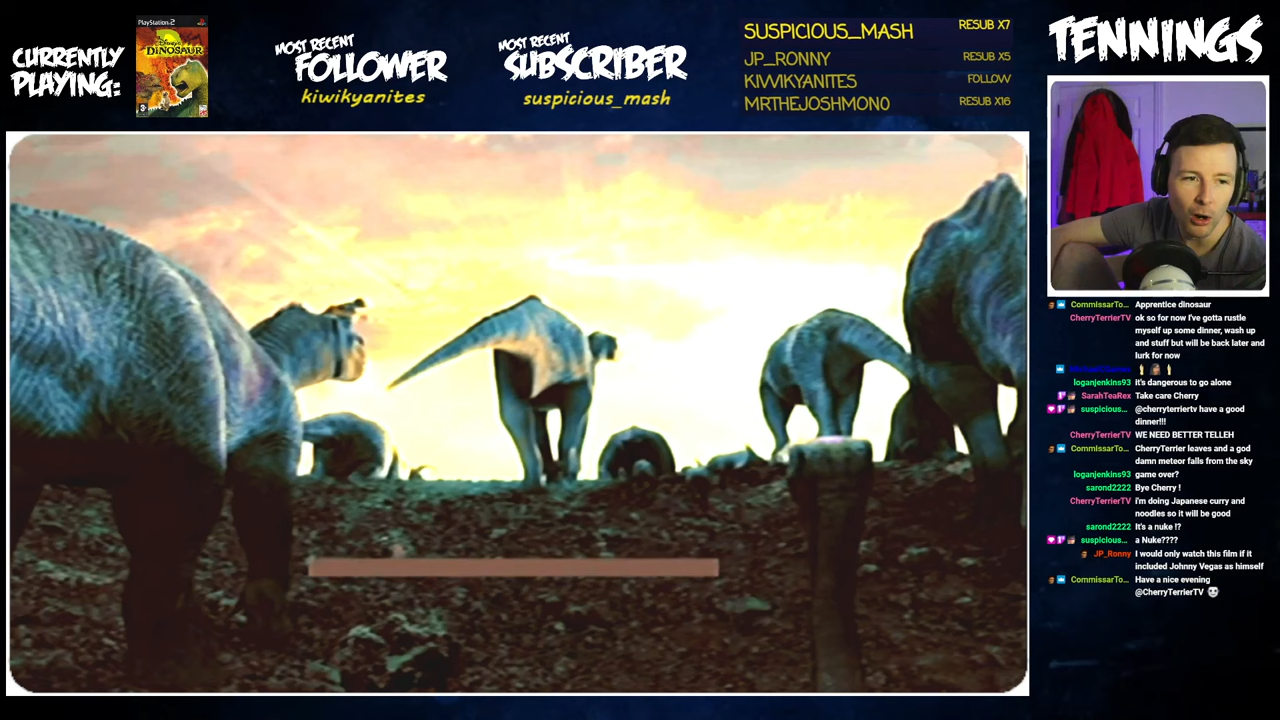 CURRENTLY
PLAYING:
PlayStation 2
Disney's
DINOSAUR
3+
MOST RECENT
FOLLOWER
kiwikyanites
MOST RECENT
SUBSCRIBER
suspicious_mash
SUSPICIOUS_MASH RESUB X7
JP_RONNY RESUB X5
KIWIKYANITES FOLLOW
MRTHEJOSHMON0 RESUB X16
TENNINGS
CommissarTo... Apprentice dinosaur
CherryTerrierTV ok so for now I've gotta rustle
myself up some dinner, wash up
and stuff but will be back later and
lurk for now
loganjenkins93 It's dangerous to go alone
SarahTeaRex Take care Cherry
suspicious... @cherryterriertv have a good
dinner!!!
CherryTerrierTV WE NEED BETTER TELLEH
CommissarTo... CherryTerrier leaves and a god
damn meteor falls from the sky
loganjenkins93 game over?
sarond2222 Bye Cherry !
CherryTerrierTV i'm doing Japanese curry and
noodles so it will be good
sarond2222 It's a nuke !?
suspicious... a Nuke????
JP_Ronny I would only watch this film if it
included Johnny Vegas as himself
CommissarTo... Have a nice evening
@CherryTerrierTV